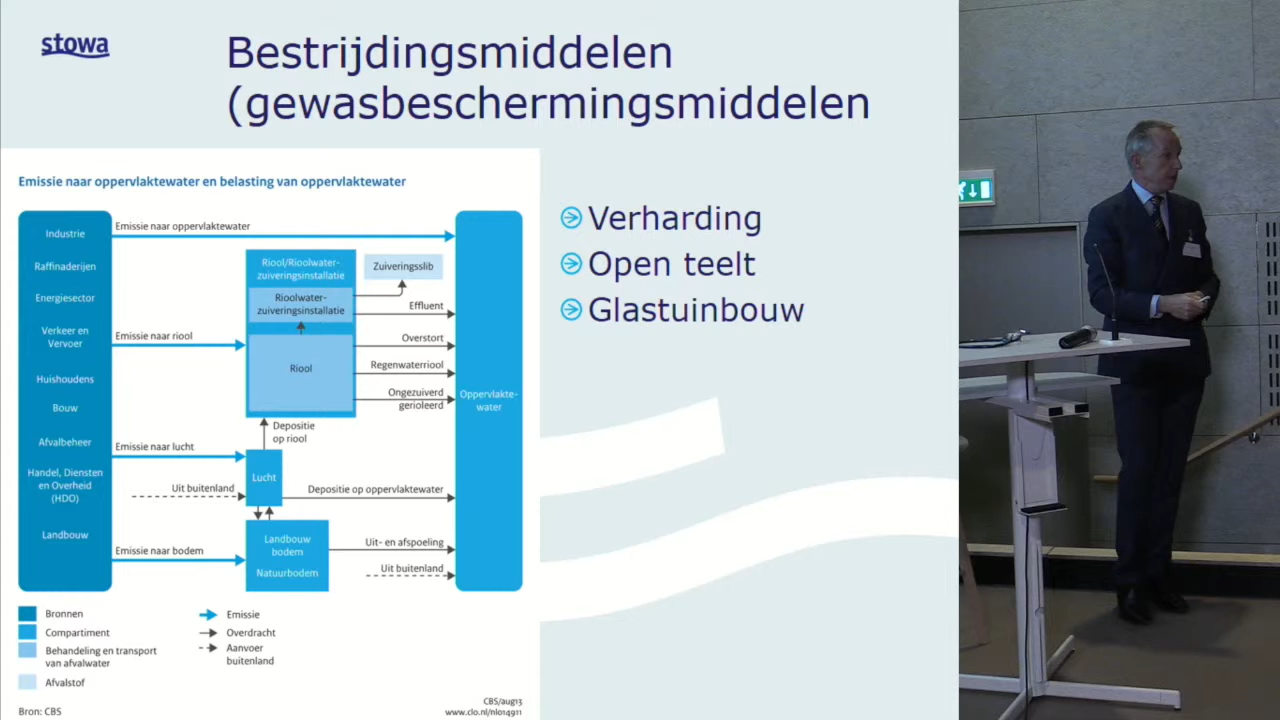 stowa
Bestrijdingsmiddelen
(gewasbeschermingsmiddelen
Emissie naar oppervlaktewater en belasting van oppervlaktewater
Industrie
Raffinaderijen
Energiesector
Verkeer en
Vervoer
Huishoudens
Bouw
Afvalbeheer
Handel, Diensten
en Overheid
(HDO)
Landbouw
Emissie naar oppervlaktewater
Emissie naar riool
Emissie naar lucht
Uit buitenland
Emissie naar bodem
Riool/Rioolwater-
zuiveringsinstallatie
Rioolwater-
zuiveringsinstallatie
Riool
Zuiveringsslib
Effluent
Overstort
Regenwaterriool
Ongezuiverd
gerioleerd
Depositie
op riool
Lucht
Depositie op oppervlaktewater
Landbouw
bodem
Natuurbodem
Uit- en afspoeling
Uit buitenland
Oppervlakte-
water
Bronnen
Compartiment
Behandeling en transport
van afvalwater
Afvalstof
Emissie
Overdracht
Aanvoer
buitenland
Bron: CBS
CBS/aug13
www.clo.nl/nl014911
Verharding
Open teelt
Glastuinbouw